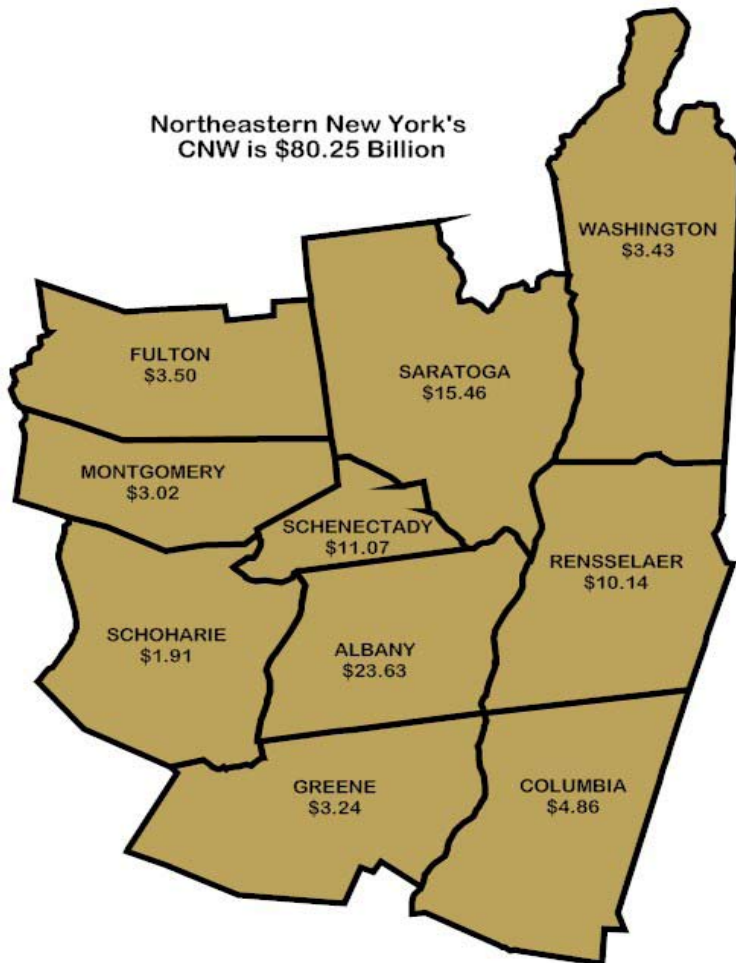 Northeastern New York's
CNW is $80.25 Billion
WASHINGTON
$3.43
FULTON
$3.50
SARATOGA
$15.46
MONTGOMERY
$3.02
SCHENECTADY
$11.07
RENSSELAER
$10.14
SCHOHARIE
$1.91
ALBANY
$23.63
GREENE
$3.24
COLUMBIA
$4.86